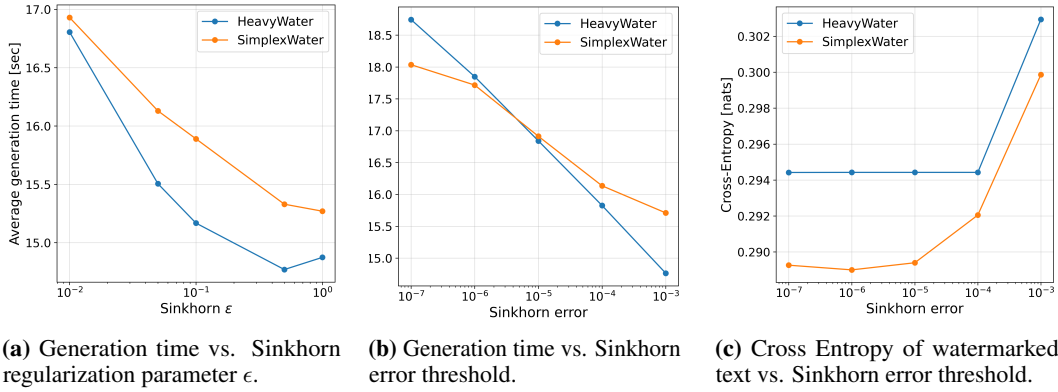 17.0
16.5
16.0
15.5
15.0
Average generation time [sec]
10⁻² 10⁻¹ 10⁰
Sinkhorn ε
HeavyWater
SimplexWater
18.5
18.0
17.5
17.0
16.5
16.0
15.5
15.0
10⁻⁷ 10⁻⁶ 10⁻⁵ 10⁻⁴ 10⁻³
Sinkhorn error
HeavyWater
SimplexWater
0.302
0.300
0.298
0.296
0.294
0.292
0.290
Cross-Entropy [nats]
10⁻⁷ 10⁻⁶ 10⁻⁵ 10⁻⁴ 10⁻³
Sinkhorn error
HeavyWater
SimplexWater
(a) Generation time vs. Sinkhorn
regularization parameter ϵ.
(b) Generation time vs. Sinkhorn
error threshold.
(c) Cross Entropy of watermarked
text vs. Sinkhorn error threshold.